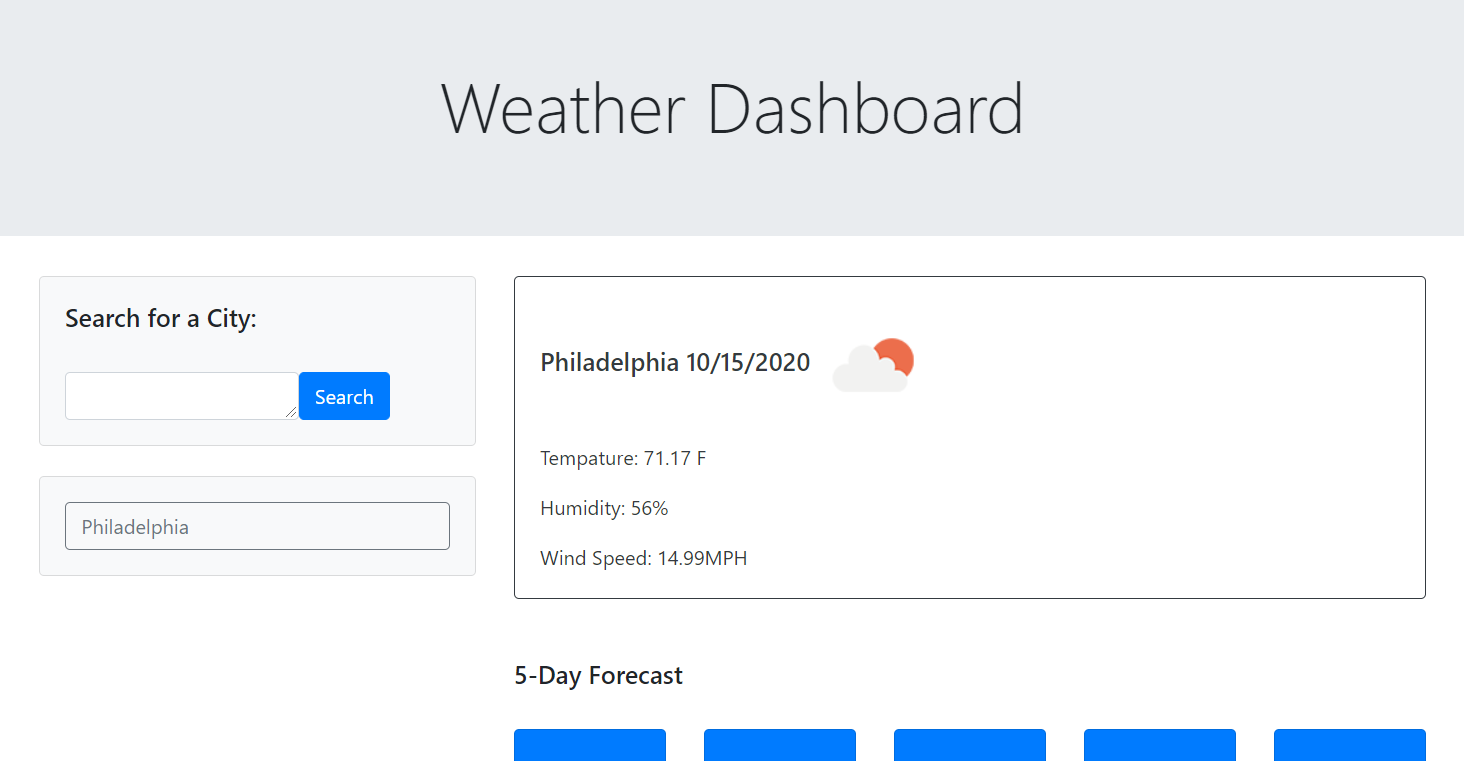 Weather Dashboard
Search for a City:
Search
Philadelphia
Philadelphia 10/15/2020
Tempature: 71.17 F
Humidity: 56%
Wind Speed: 14.99MPH
5-Day Forecast